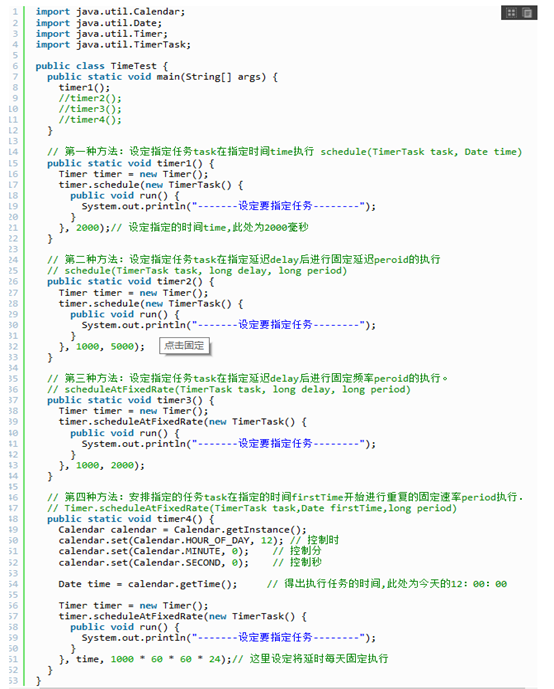 1 import java.util.Calendar;
2 import java.util.Date;
3 import java.util.Timer;
4 import java.util.TimerTask;
5
6 public class TimeTest {
7 public static void main(String[] args) {
8 timer1();
9 //timer2();
10 //timer3();
11 //timer4();
12 }
13
14 // 第一种方法：设定指定任务task在指定时间time执行 schedule(TimerTask task, Date time)
15 public static void timer1() {
16 Timer timer = new Timer();
17 timer.schedule(new TimerTask() {
18 public void run() {
19 System.out.println("-------设定要指定任务--------");
20 }
21 }, 2000);// 设定指定的时间time,此处为2000毫秒
22 }
23
24 // 第二种方法：设定指定任务task在指定延迟delay后进行固定延迟peroid的执行
25 // schedule(TimerTask task, long delay, long period)
26 public static void timer2() {
27 Timer timer = new Timer();
28 timer.schedule(new TimerTask() {
29 public void run() {
30 System.out.println("-------设定要指定任务--------");
31 }
32 }, 1000, 5000);
点击固定
33 }
34
35 // 第三种方法：设定指定任务task在指定延迟delay后进行固定频率peroid的执行。
36 // scheduleAtFixedRate(TimerTask task, long delay, long period)
37 public static void timer3() {
38 Timer timer = new Timer();
39 timer.scheduleAtFixedRate(new TimerTask() {
40 public void run() {
41 System.out.println("-------设定要指定任务--------");
42 }
43 }, 1000, 2000);
44 }
45
46 // 第四种方法：安排指定的任务task在指定的时间firstTime开始进行重复的固定速率period执行．
47 // Timer.scheduleAtFixedRate(TimerTask task,Date firstTime,long period)
48 public static void timer4() {
49 Calendar calendar = Calendar.getInstance();
50 calendar.set(Calendar.HOUR_OF_DAY, 12); // 控制时
51 calendar.set(Calendar.MINUTE, 0); // 控制分
52 calendar.set(Calendar.SECOND, 0); // 控制秒
53
54 Date time = calendar.getTime(); // 得出执行任务的时间,此处为今天的12：00：00
55
56 Timer timer = new Timer();
57 timer.scheduleAtFixedRate(new TimerTask() {
58 public void run() {
59 System.out.println("-------设定要指定任务--------");
60 }
61 }, time, 1000 * 60 * 60 * 24);// 这里设定将延时每天固定执行
62 }
63 }